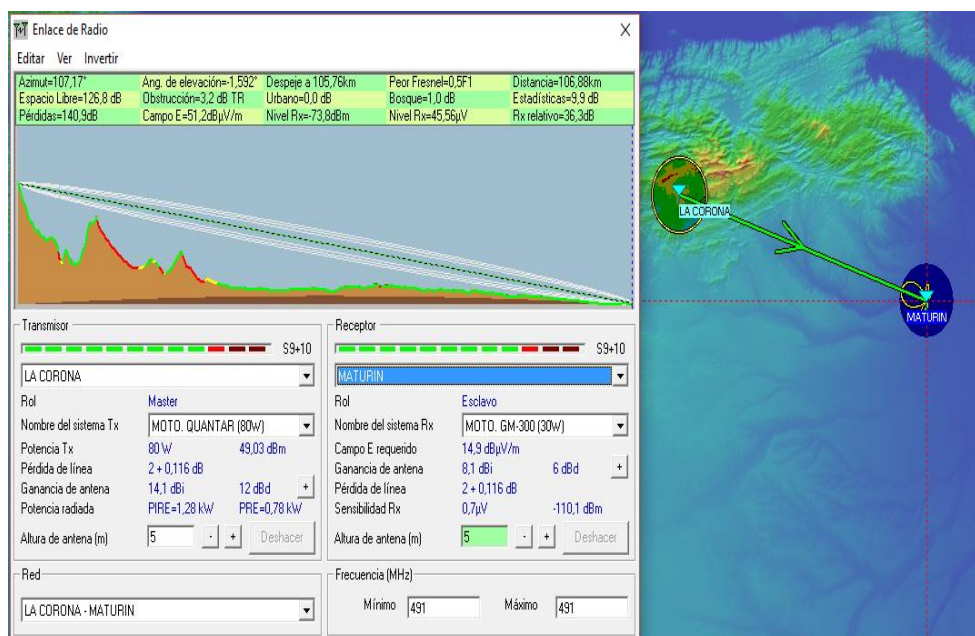 Enlace de Radio X
Editar Ver Invertir
Azimut=107,17° Ang. de elevación=-1,592° Despeje a 105,76km Peor Fresnel=0,5F1 Distancia=106,88km
Espacio Libre=126,8 dB Obstrucción=3,2 dB TR Urbano=0,0 dB Bosque=1,0 dB Estadísticas=9,9 dB
Pérdidas=140,9dB Campo E=51,2dBµV/m Nivel Rx=-73,8dBm Nivel Rx=45,56µV Rx relativo=36,3dB
Transmisor
S9+10
LA CORONA
Rol Master
Nombre del sistema Tx MOTO. QUANTAR (80W)
Potencia Tx 80 W 49,03 dBm
Pérdida de línea 2 + 0,116 dB
Ganancia de antena 14,1 dBi 12 dBd +
Potencia radiada PIRE=1,28 kW PRE=0,78 kW
Altura de antena (m) 5 - + Deshacer
Red
LA CORONA - MATURIN
Receptor
S9+10
MATURIN
Rol Esclavo
Nombre del sistema Rx MOTO. GM-300 (30W)
Campo E requerido 14,9 dBµV/m
Ganancia de antena 8,1 dBi 6 dBd +
Pérdida de línea 2 + 0,116 dB
Sensibilidad Rx 0,7µV -110,1 dBm
Altura de antena (m) 5 - + Deshacer
Frecuencia (MHz)
Mínimo 491 Máximo 491
LA CORONA
MATURIN